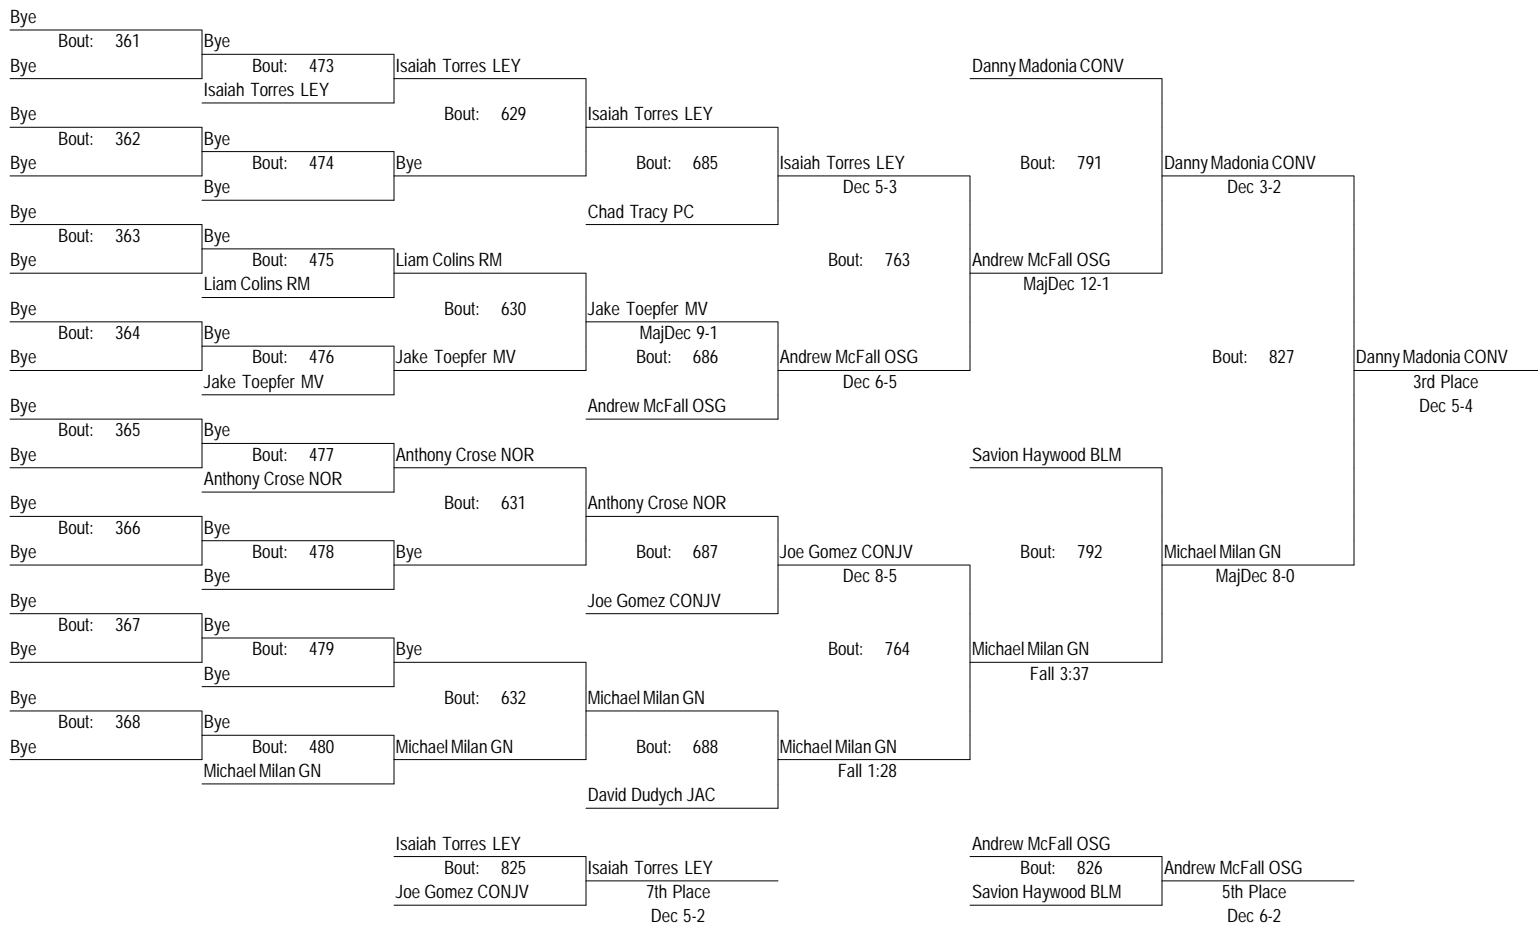 Bye
Bout: 361 Bye
Bye Bout: 473 Isaiah Torres LEY Danny Madonia CONV
Isaiah Torres LEY
Bye Bout: 629 Isaiah Torres LEY
Bout: 362 Bye
Bye Bout: 474 Bye Bout: 685 Isaiah Torres LEY Bout: 791 Danny Madonia CONV
Bye Dec 5-3 Dec 3-2
Bye Chad Tracy PC
Bout: 363 Bye
Bye Bout: 475 Liam Colins RM Bout: 763 Andrew McFall OSG
Liam Colins RM MajDec 12-1
Bye Bout: 630 Jake Toepfer MV
Bout: 364 Bye MajDec 9-1
Bye Bout: 476 Jake Toepfer MV Bout: 686 Andrew McFall OSG Bout: 827 Danny Madonia CONV
Jake Toepfer MV Dec 6-5 3rd Place
Bye Andrew McFall OSG Dec 5-4
Bout: 365 Bye
Bye Bout: 477 Anthony Crose NOR Savion Haywood BLM
Anthony Crose NOR
Bye Bout: 631 Anthony Crose NOR
Bout: 366 Bye
Bye Bout: 478 Bye Bout: 687 Joe Gomez CONJV Bout: 792 Michael Milan GN
Bye Dec 8-5 MajDec 8-0
Bye Joe Gomez CONJV
Bout: 367 Bye
Bye Bout: 479 Bye Bout: 764 Michael Milan GN
Bye Fall 3:37
Bye Bout: 632 Michael Milan GN
Bout: 368 Bye
Bye Bout: 480 Michael Milan GN Bout: 688 Michael Milan GN
Michael Milan GN Fall 1:28
David Dudych JAC
Isaiah Torres LEY Andrew McFall OSG
Bout: 825 Isaiah Torres LEY Bout: 826 Andrew McFall OSG
Joe Gomez CONJV 7th Place Savion Haywood BLM 5th Place
Dec 5-2 Dec 6-2